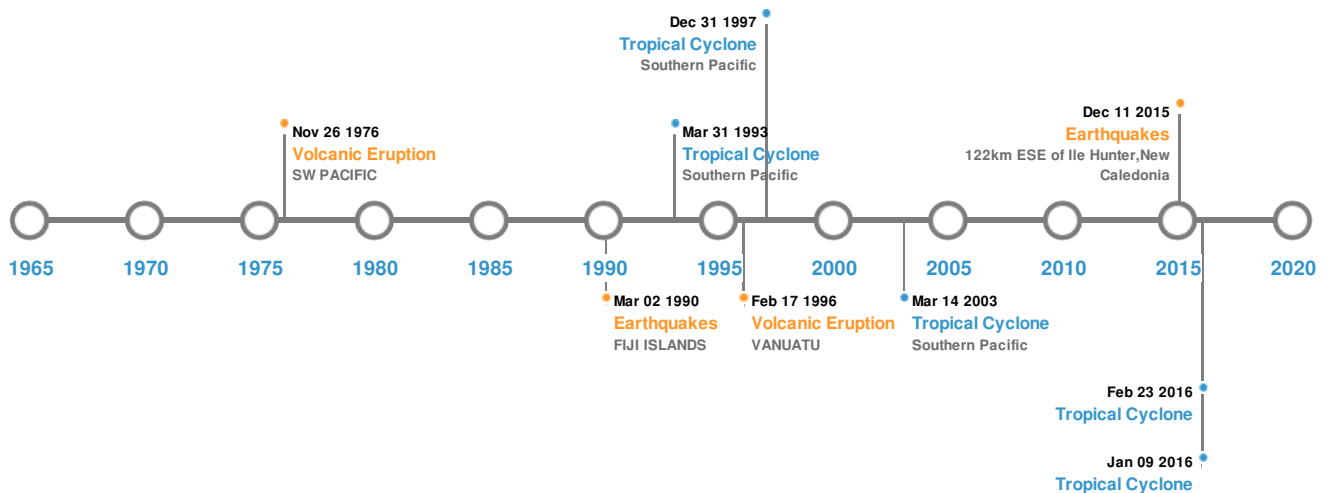 Dec 31 1997
Tropical Cyclone
Southern Pacific
Nov 26 1976
Volcanic Eruption
SW PACIFIC
Mar 31 1993
Tropical Cyclone
Southern Pacific
Dec 11 2015
Earthquakes
122km ESE of Ile Hunter,New
Caledonia
1965 1970 1975 1980 1985 1990 1995 2000 2005 2010 2015 2020
Mar 02 1990
Earthquakes
FIJI ISLANDS
Feb 17 1996
Volcanic Eruption
VANUATU
Mar 14 2003
Tropical Cyclone
Southern Pacific
Feb 23 2016
Tropical Cyclone
Jan 09 2016
Tropical Cyclone